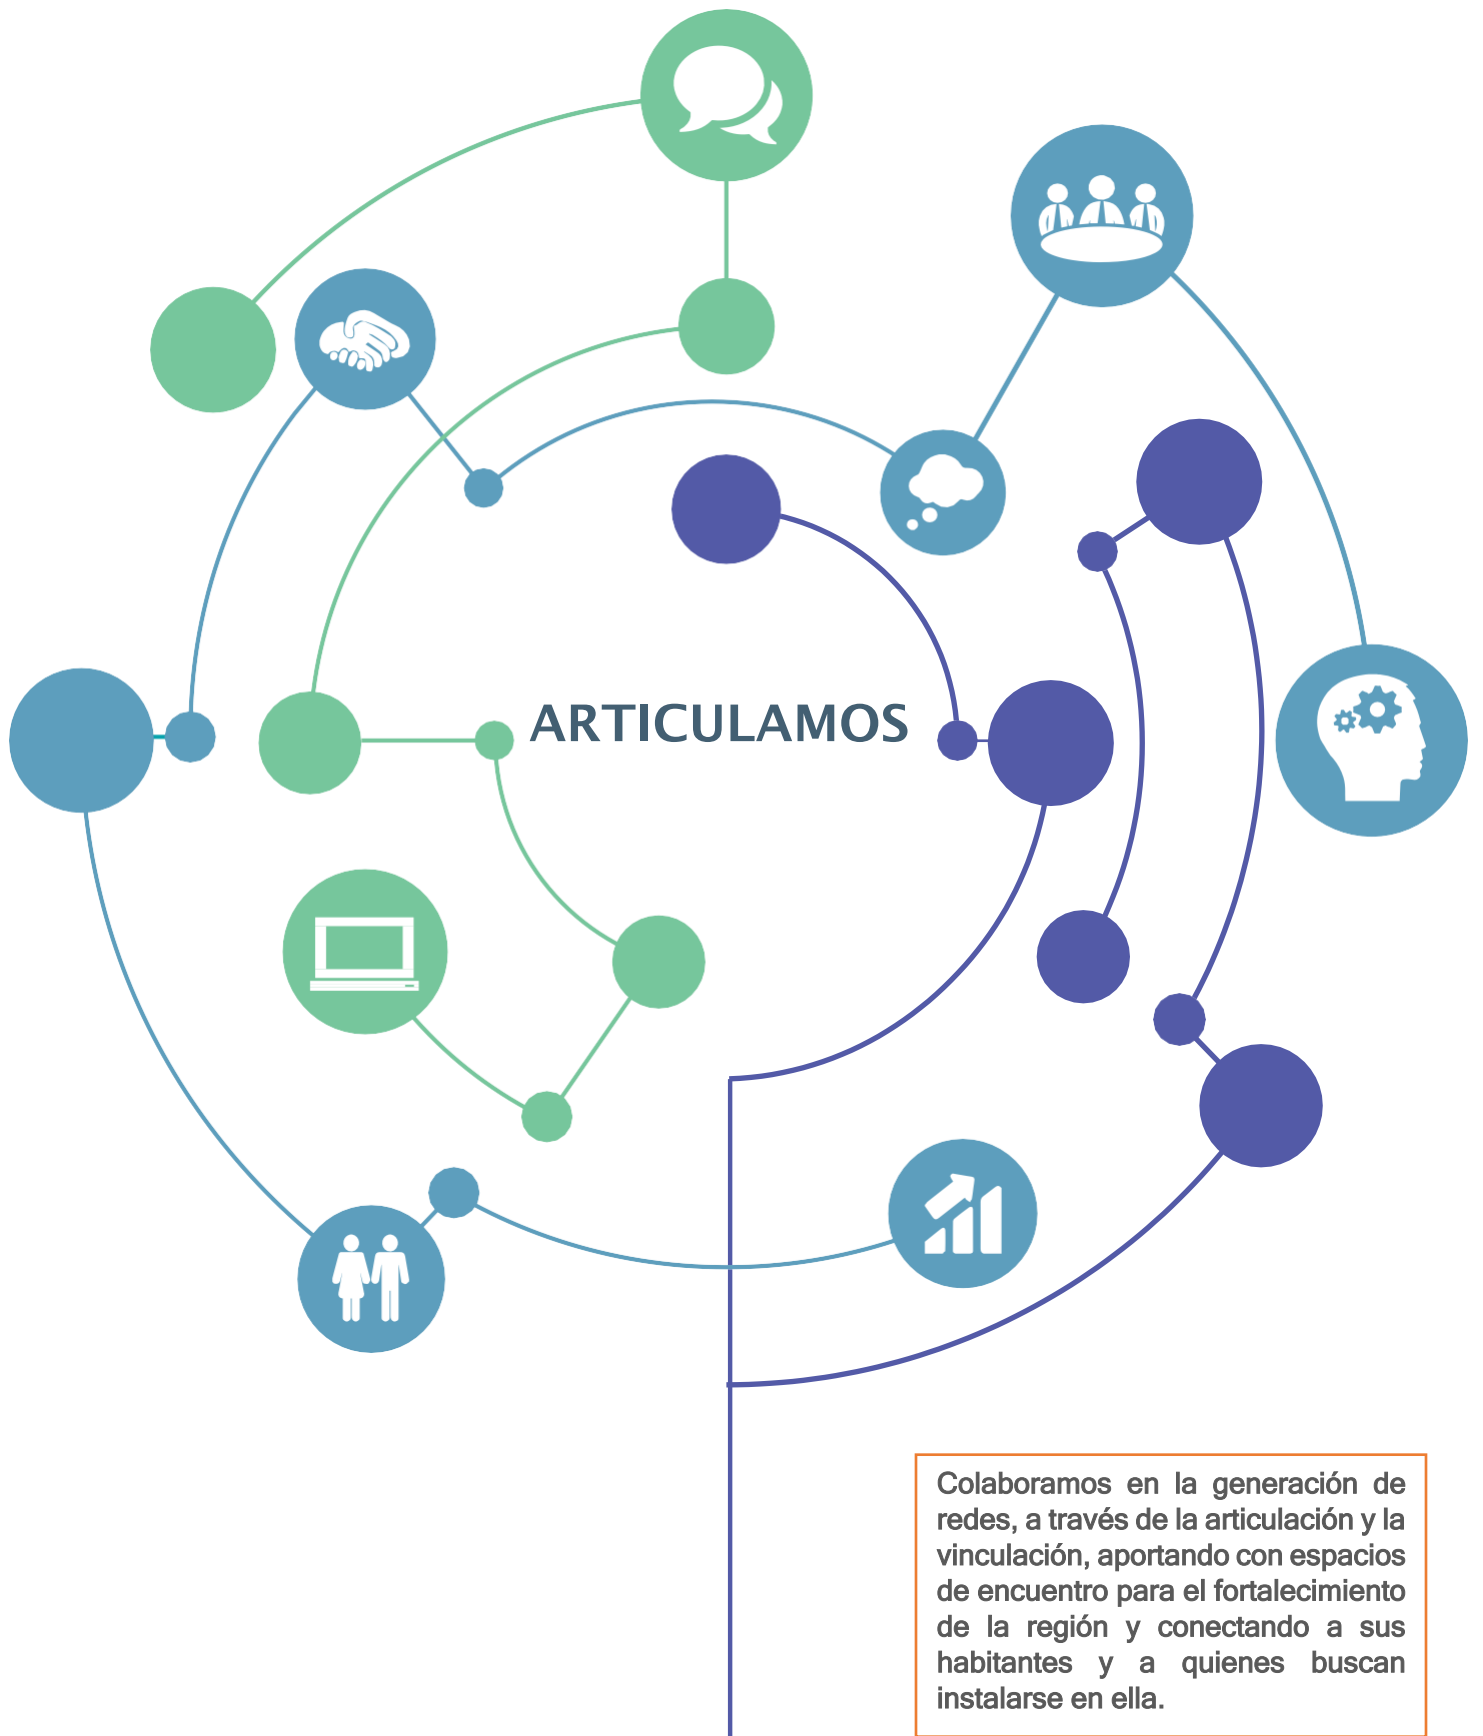 ARTICULAMOS
Colaboramos en la generación de
redes, a través de la articulación y la
vinculación, aportando con espacios
de encuentro para el fortalecimiento
de la región y conectando a sus
habitantes y a quienes buscan
instalarse en ella.